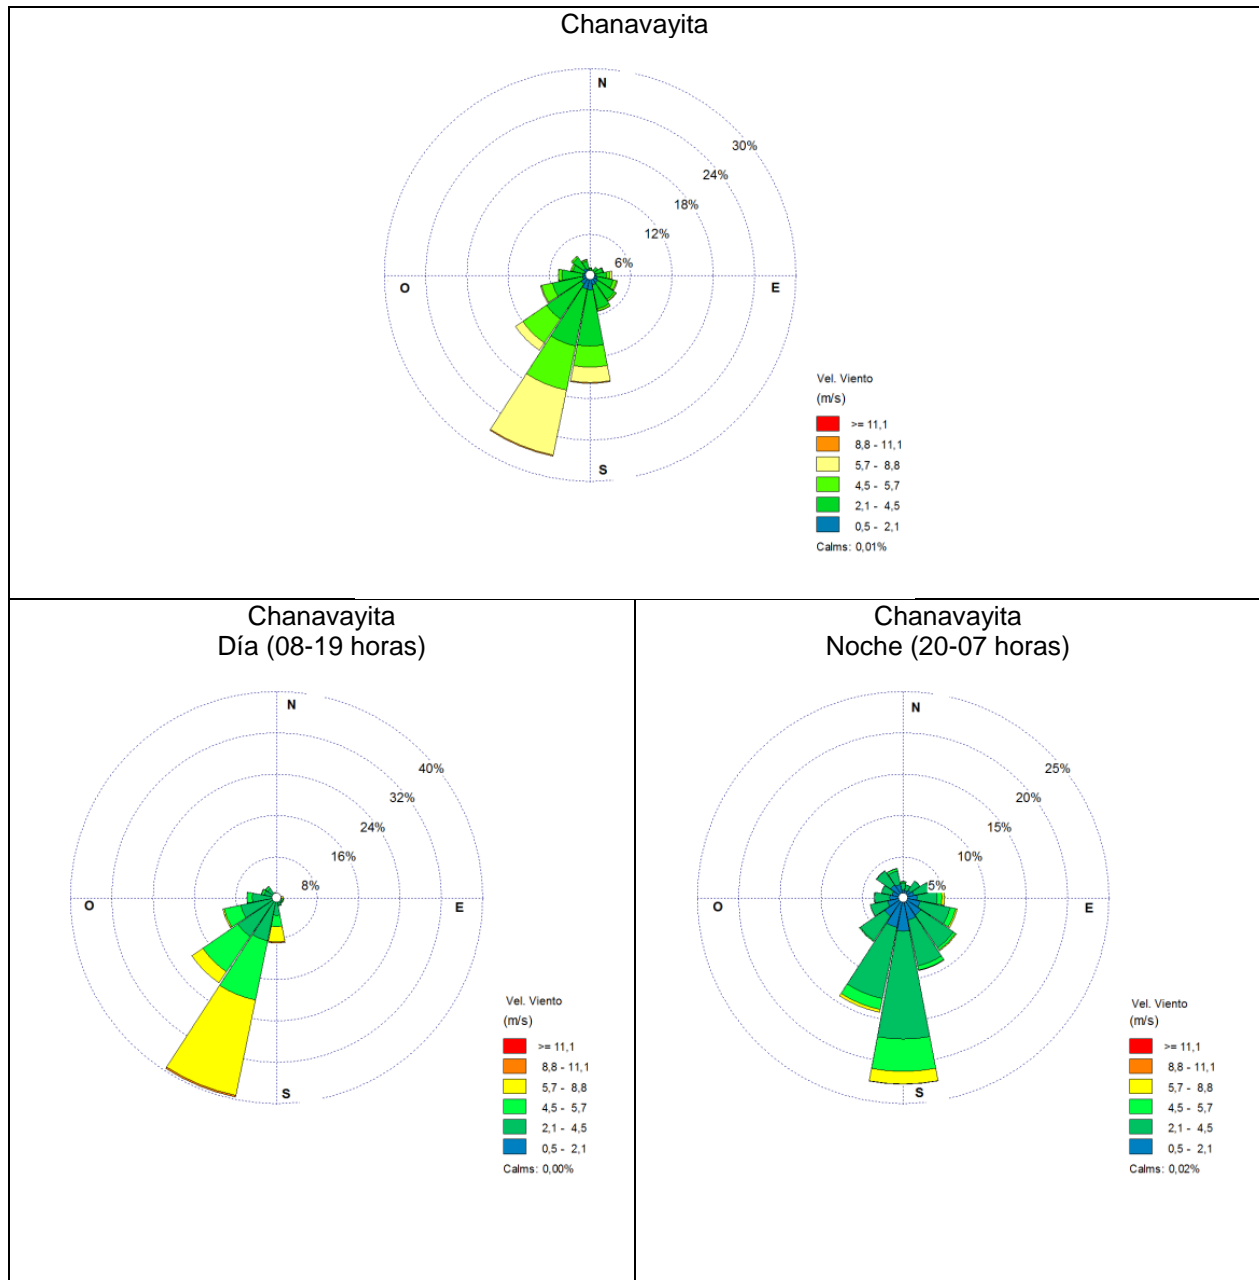 Chanavayita
N
30%
24%
18%
12%
6%
O
E
S
Vel. Viento
(m/s)
>= 11,1
8,8 - 11,1
5,7 - 8,8
4,5 - 5,7
2,1 - 4,5
0,5 - 2,1
Calms: 0,01%
Chanavayita
Día (08-19 horas)
N
40%
32%
24%
16%
8%
O
E
S
Vel. Viento
(m/s)
>= 11,1
8,8 - 11,1
5,7 - 8,8
4,5 - 5,7
2,1 - 4,5
0,5 - 2,1
Calms: 0,00%
Chanavayita
Noche (20-07 horas)
N
25%
20%
15%
10%
5%
O
E
S
Vel. Viento
(m/s)
>= 11,1
8,8 - 11,1
5,7 - 8,8
4,5 - 5,7
2,1 - 4,5
0,5 - 2,1
Calms: 0,02%